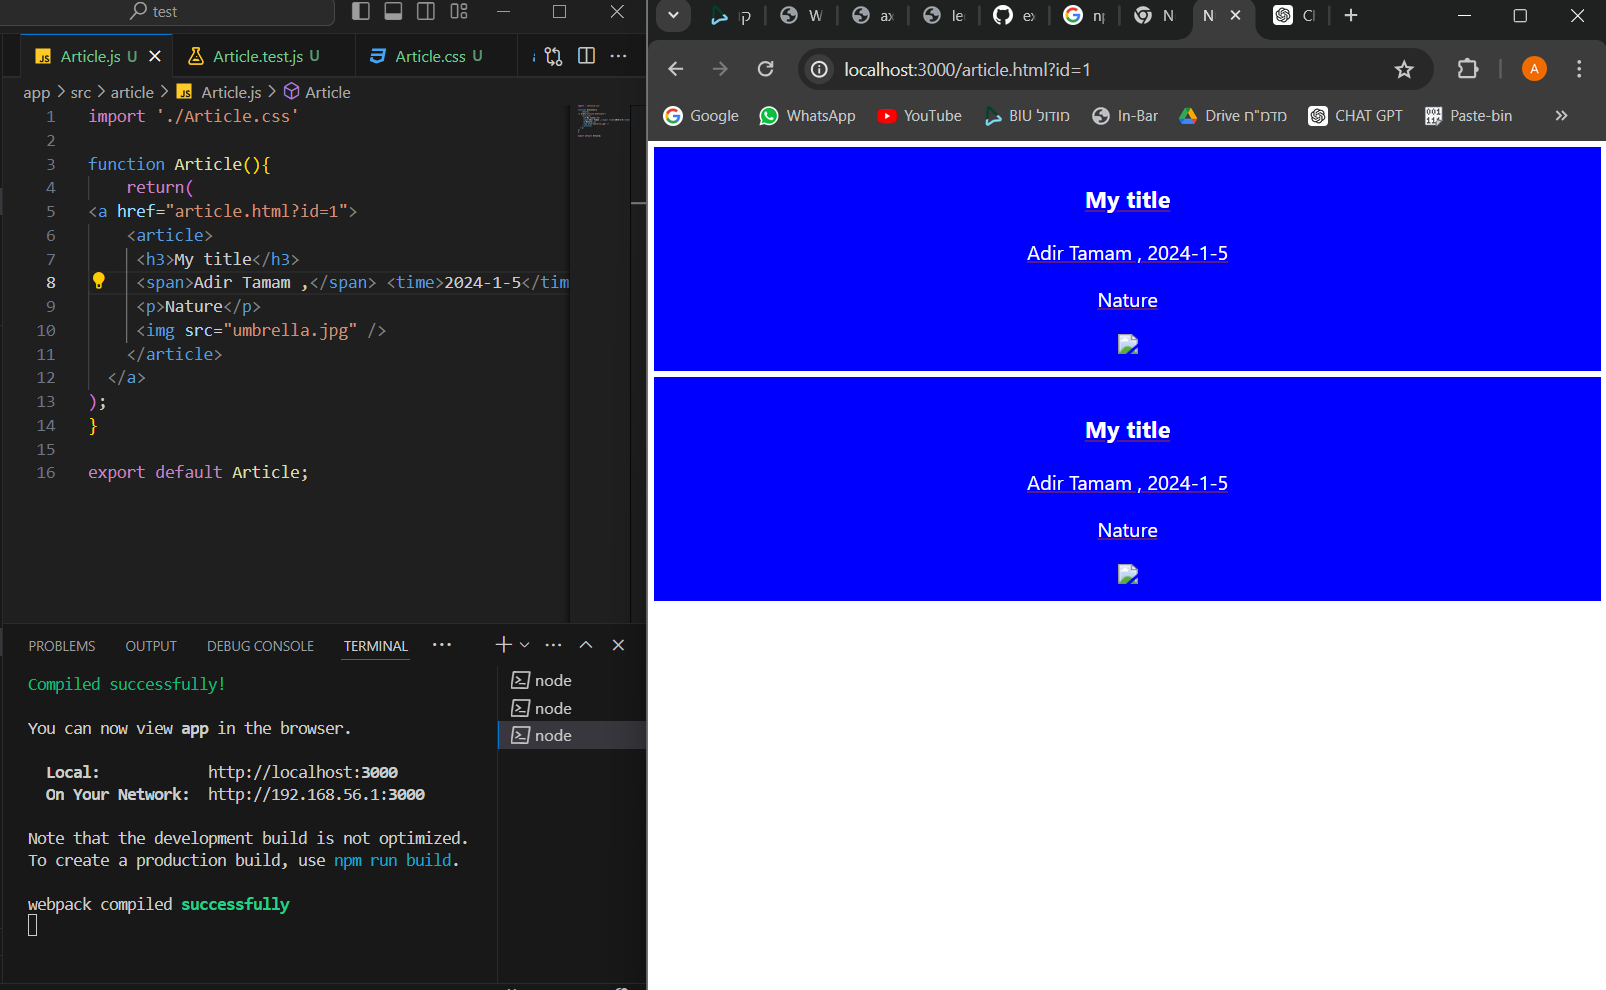 test
Article.js U
Article.test.js U
Article.css U
app > src > article > Article.js > Article
1 import './Article.css'
2
3 function Article(){
4 return(
5 <a href="article.html?id=1">
6 <article>
7 <h3>My title</h3>
8 <span>Adir Tamam ,</span> <time>2024-1-5</tim
9 <p>Nature</p>
10 <img src="umbrella.jpg" />
11 </article>
12 </a>
13 );
14 }
15
16 export default Article;
PROBLEMS OUTPUT DEBUG CONSOLE TERMINAL
Compiled successfully!
You can now view app in the browser.
Local: http://localhost:3000
On Your Network: http://192.168.56.1:3000
Note that the development build is not optimized.
To create a production build, use npm run build.
webpack compiled successfully
node
node
node
W
N
N
localhost:3000/article.html?id=1
A
Google WhatsApp YouTube מודול BIU In-Bar Drive מדמ"ח CHAT GPT Paste-bin
My title
Adir Tamam , 2024-1-5
Nature
My title
Adir Tamam , 2024-1-5
Nature